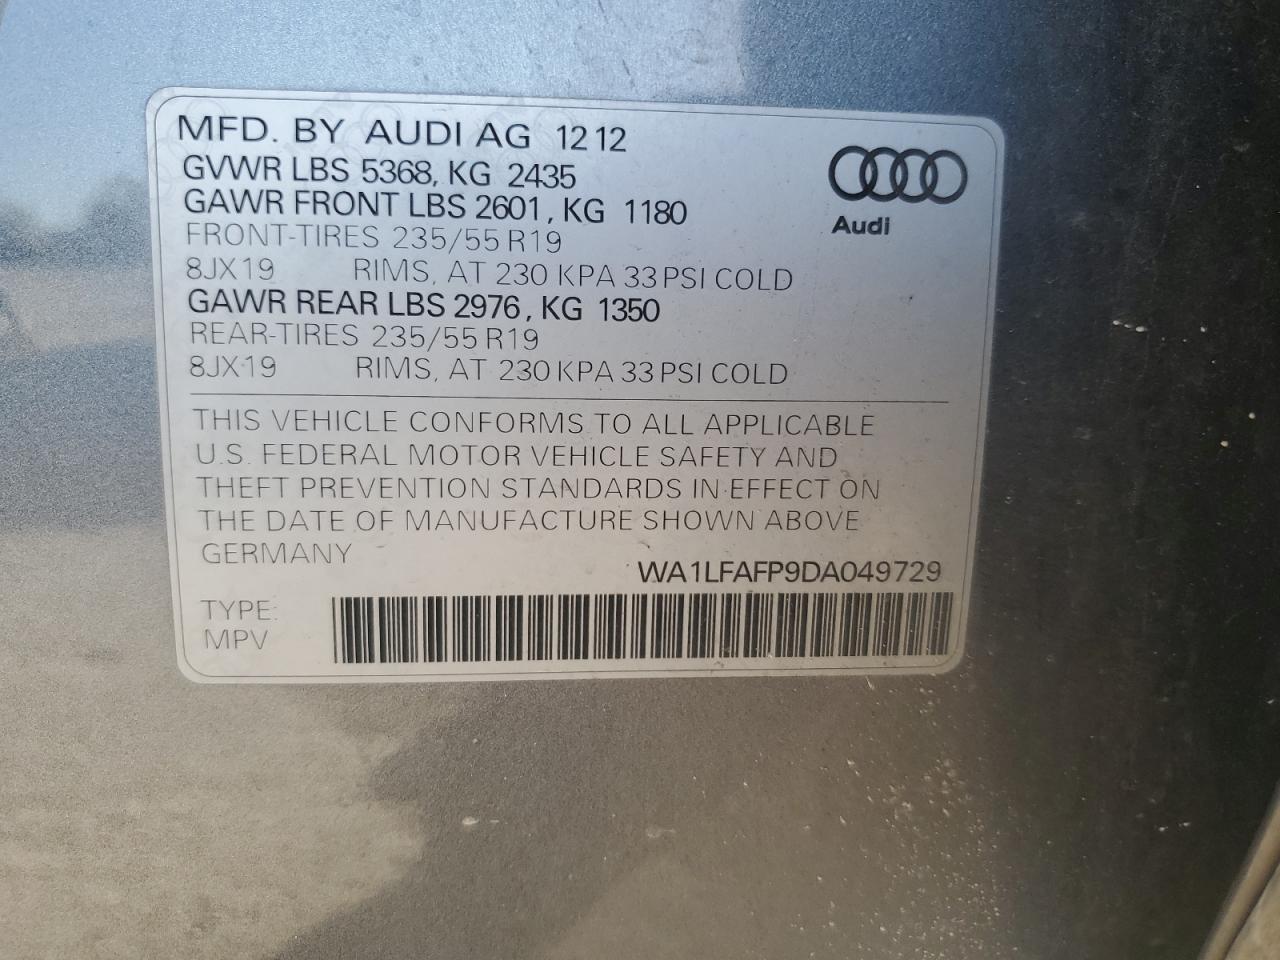 MFD. BY AUDI AG 12 12
GVWR LBS 5368, KG 2435
GAWR FRONT LBS 2601, KG 1180
FRONT-TIRES 235/55 R19
8JX19 RIMS, AT 230 KPA 33 PSI COLD
GAWR REAR LBS 2976, KG 1350
REAR-TIRES 235/55 R19
8JX19 RIMS, AT 230 KPA 33 PSI COLD
Audi
THIS VEHICLE CONFORMS TO ALL APPLICABLE
U.S. FEDERAL MOTOR VEHICLE SAFETY AND
THEFT PREVENTION STANDARDS IN EFFECT ON
THE DATE OF MANUFACTURE SHOWN ABOVE
GERMANY
WA1LFAFP9DA049729
TYPE:
MPV